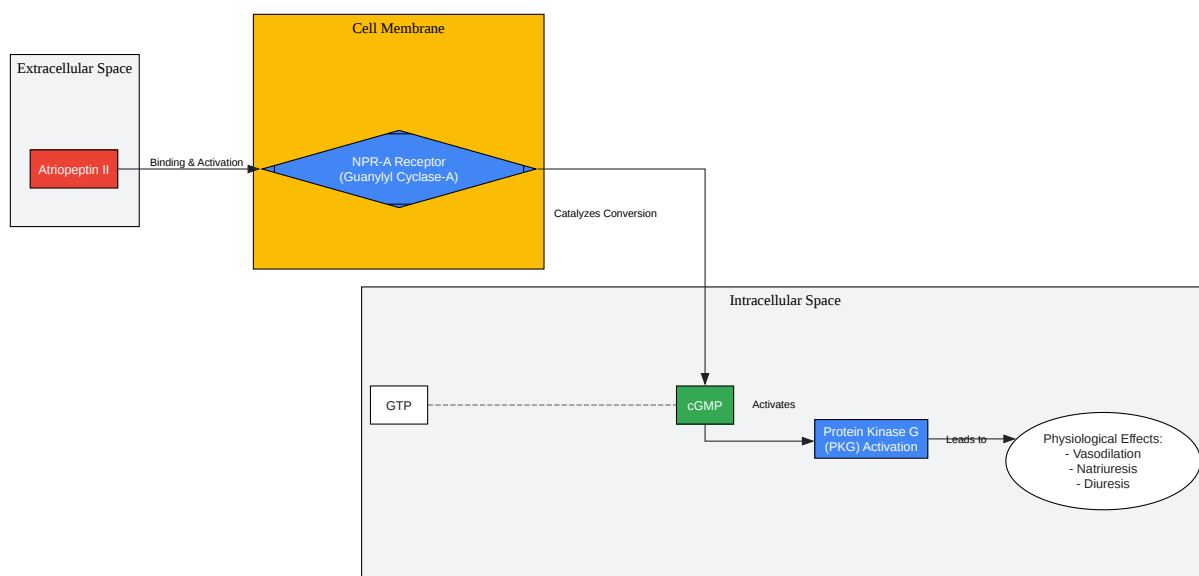 Cell Membrane
Extracellular Space
Atriopeptin II
Binding & Activation
NPR-A Receptor
(Guanylyl Cyclase-A)
Catalyzes Conversion
Intracellular Space
GTP
cGMP
Activates
Protein Kinase G
(PKG) Activation
Leads to
Physiological Effects:
- Vasodilation
- Natriuresis
- Diuresis